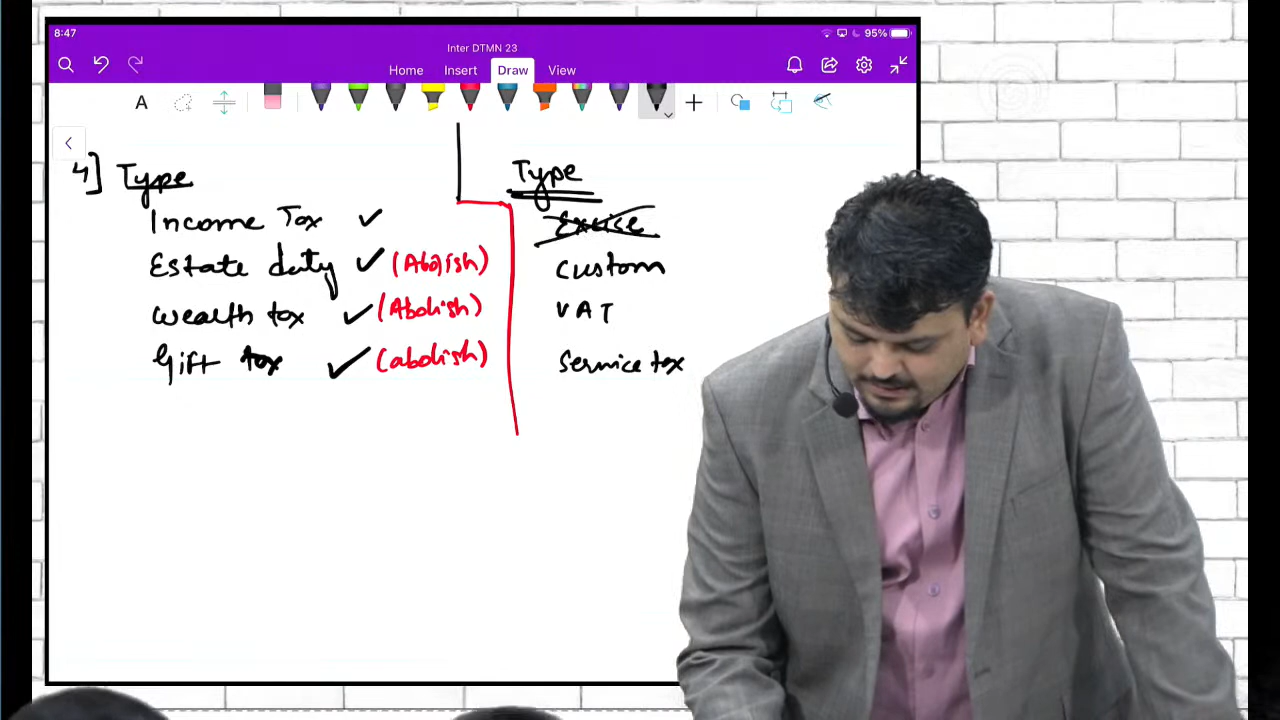 8:47
95%
Inter DTMN 23
Home Insert Draw View
A
4] Type
Income Tax ✓
Estate duty ✓ (Abolish)
Wealth tax ✓ (Abolish)
Gift tax ✓ (abolish)
Type
Excise
Custom
VAT
Service tax